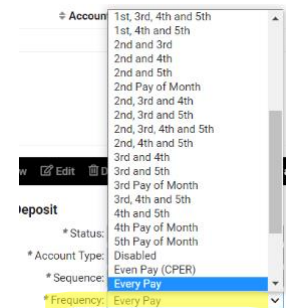 Account
1st, 3rd, 4th and 5th
1st, 4th and 5th
2nd and 3rd
2nd and 4th
2nd and 5th
2nd Pay of Month
2nd, 3rd and 4th
2nd, 3rd and 5th
2nd, 3rd, 4th and 5th
2nd, 4th and 5th
3rd and 4th
Edit
3rd and 5th
3rd Pay of Month
3rd, 4th and 5th
4th and 5th
4th Pay of Month
5th Pay of Month
Disabled
Even Pay (CPER)
Every Pay
Deposit
* Status:
* Account Type:
* Sequence:
* Frequency: Every Pay